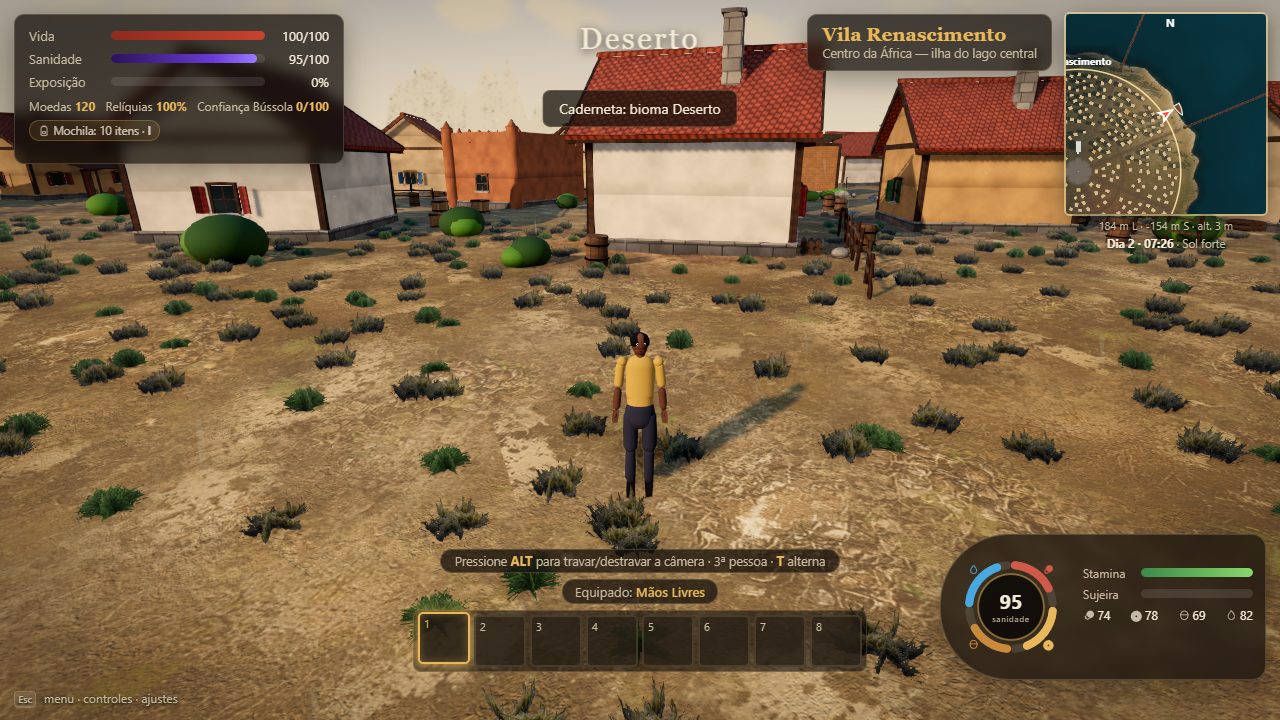 Vida 100/100
Sanidade 95/100
Exposição 0%
Moedas 120 Relíquias 100% Confiança Bússola 0/100
Mochila: 10 itens · I
Deserto
Caderneta: bioma Deserto
Vila Renascimento
Centro da África — ilha do lago central
N
ascimento
184 m L · -154 m S · alt. 3 m
Dia 2 · 07:26 · Sol forte
Pressione ALT para travar/destravar a câmera · 3ª pessoa · T alterna
Equipado: Mãos Livres
1 2 3 4 5 6 7 8
95
sanidade
Stamina
Sujeira
74 78 69 82
Esc menu · controles · ajustes